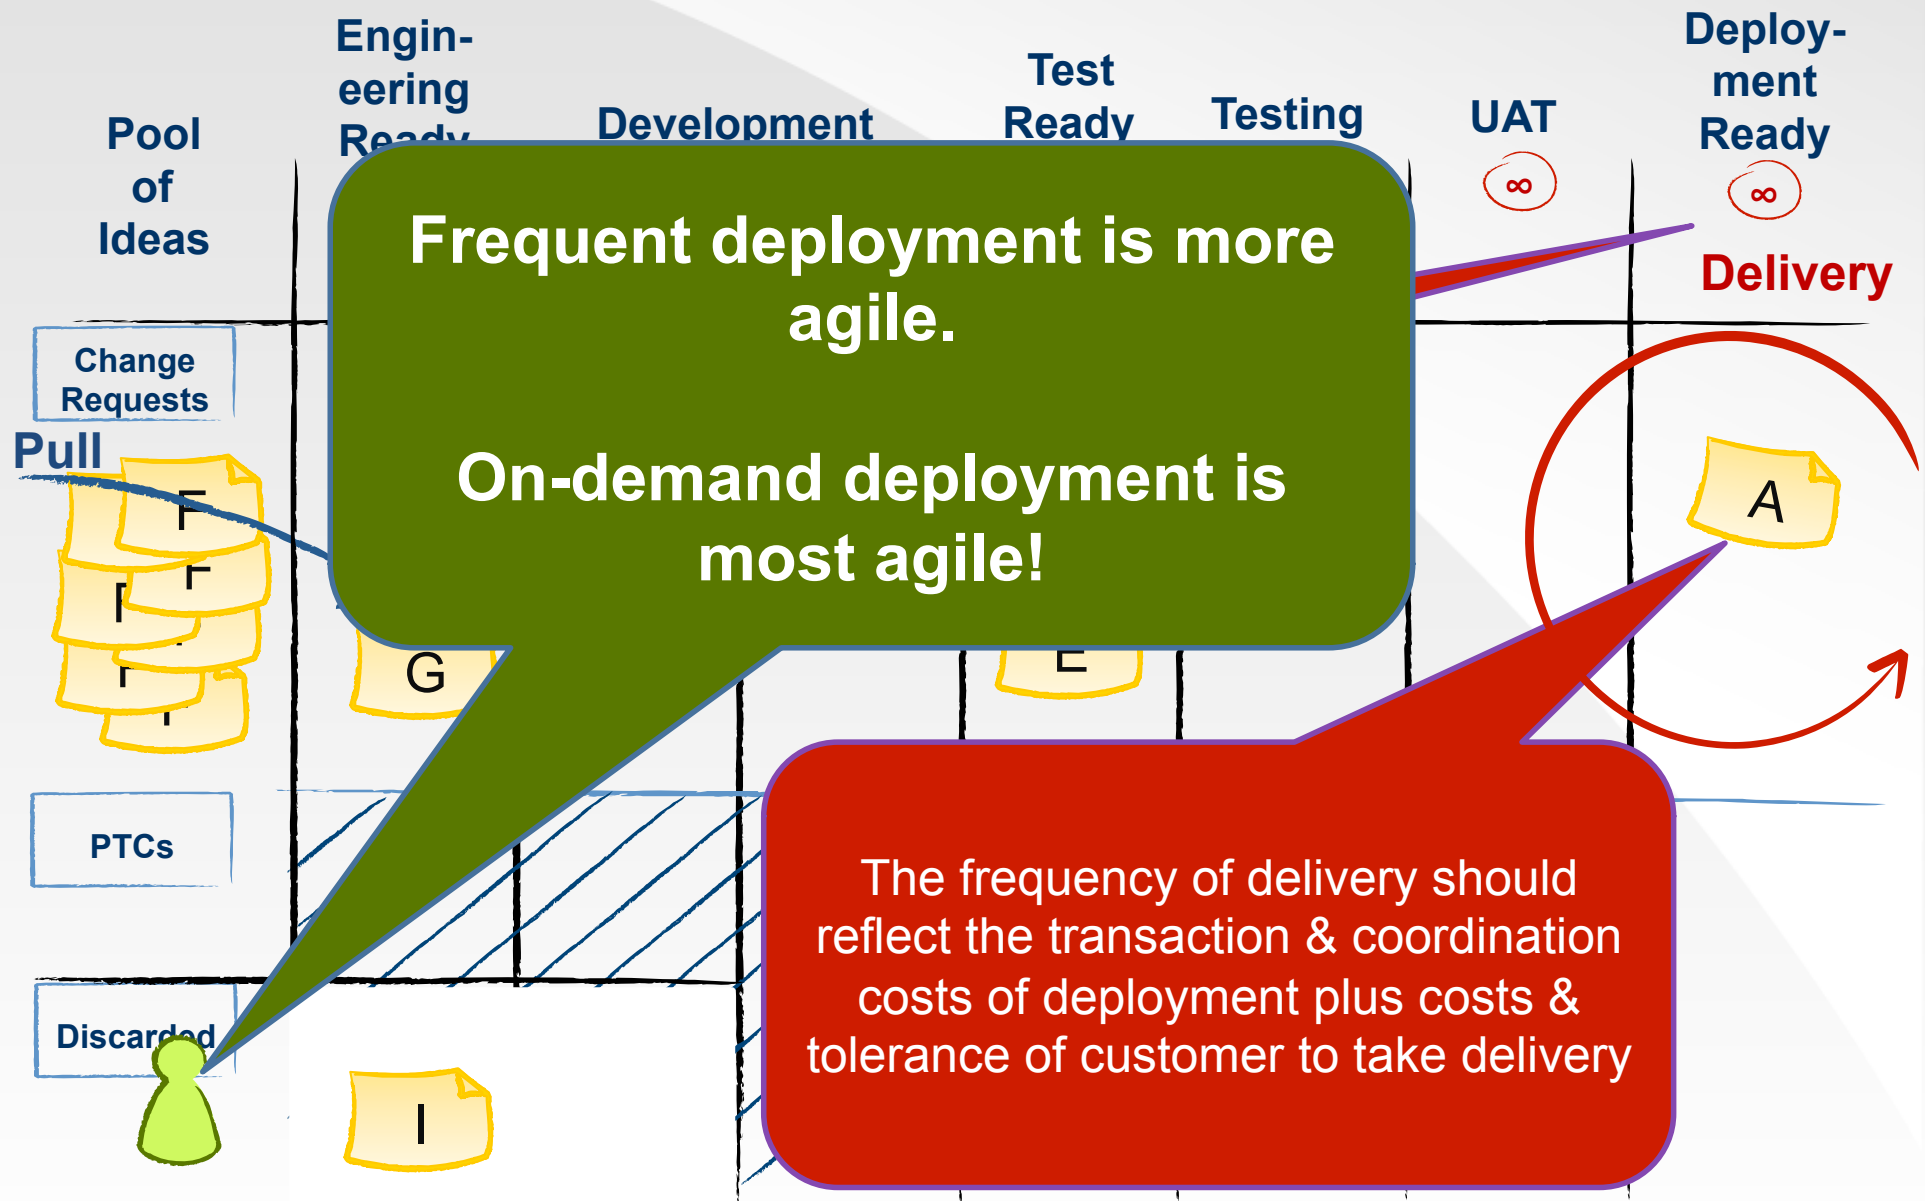 Pool
of
Ideas
Engin-
eering
Ready
Development
Test
Ready
Testing
UAT
∞
Deploy-
ment
Ready
∞
Delivery
Frequent deployment is more
agile.
On-demand deployment is
most agile!
Change
Requests
Pull
F
F
G
E
A
PTCs
The frequency of delivery should
reflect the transaction & coordination
costs of deployment plus costs &
tolerance of customer to take delivery
Discarded
I